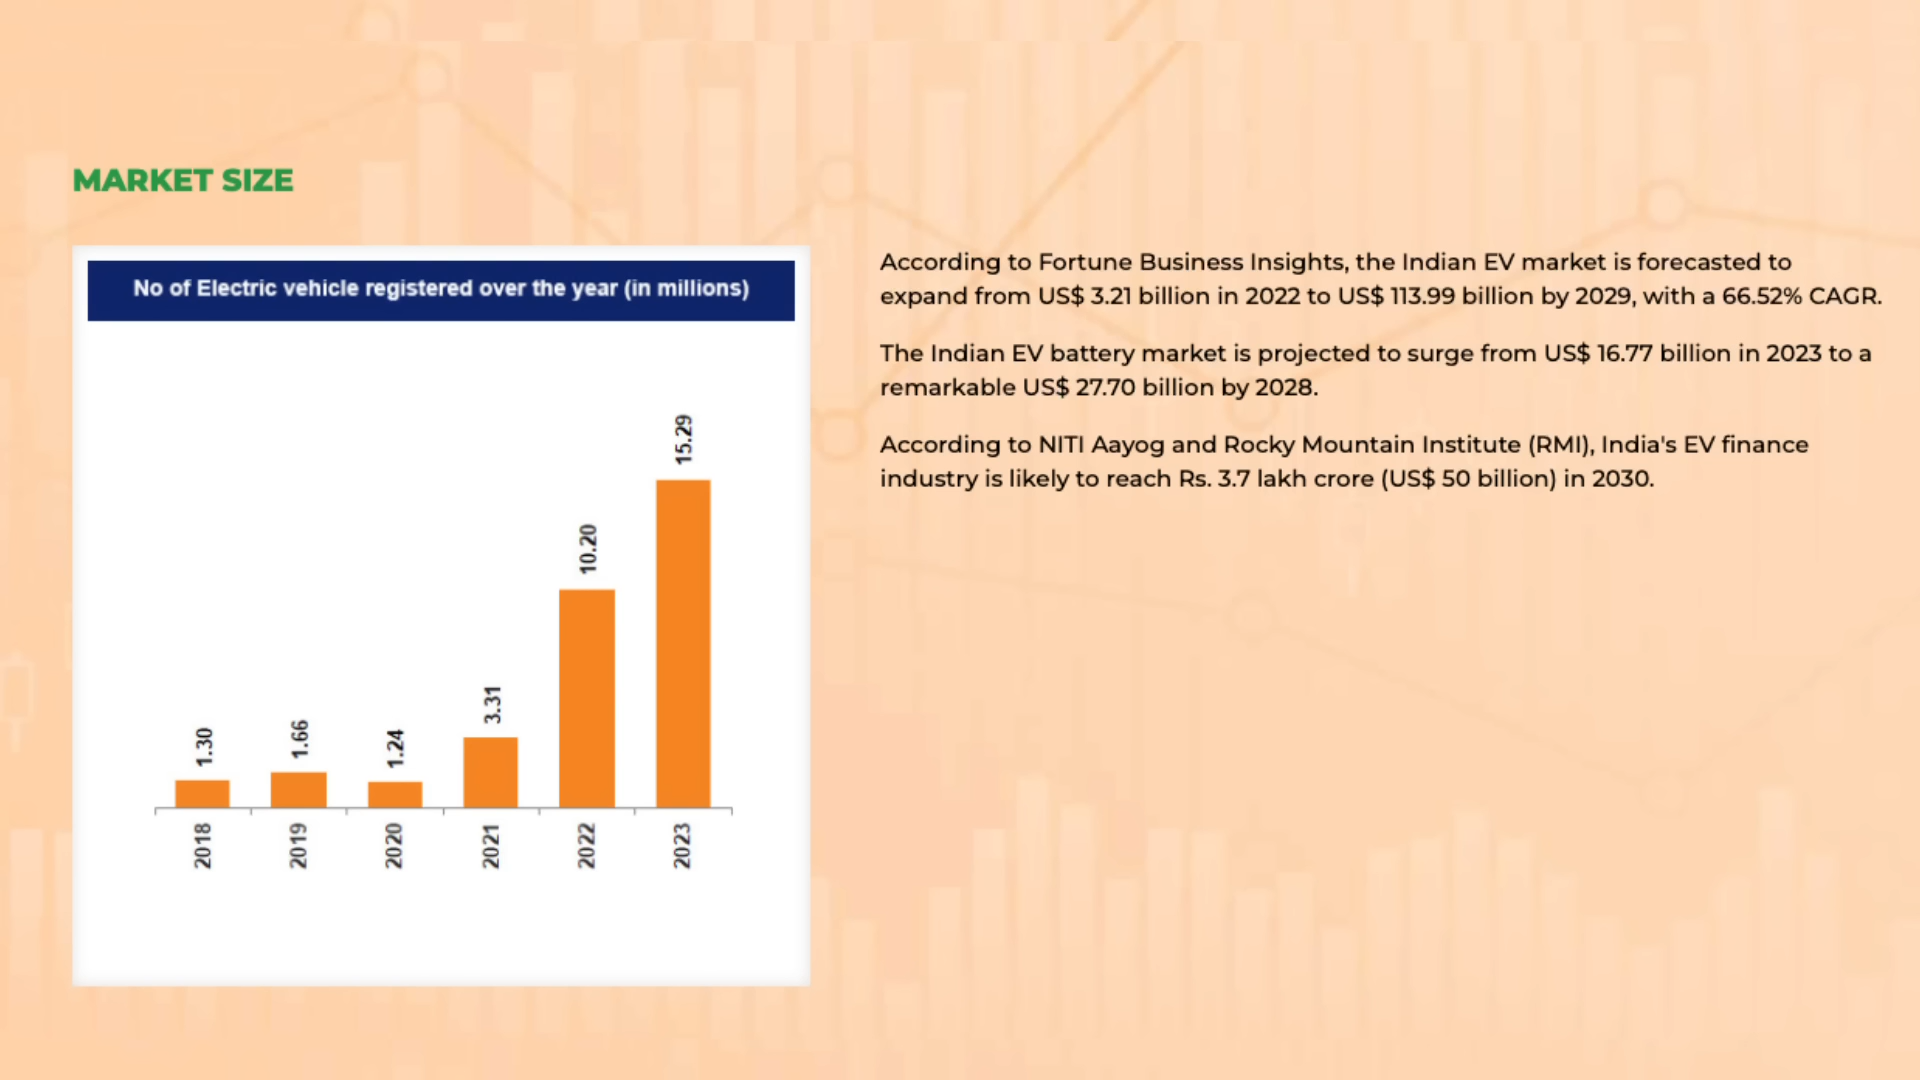 MARKET SIZE
No of Electric vehicle registered over the year (in millions)
1.30
1.66
1.24
3.31
10.20
15.29
2018
2019
2020
2021
2022
2023
According to Fortune Business Insights, the Indian EV market is forecasted to
expand from US$ 3.21 billion in 2022 to US$ 113.99 billion by 2029, with a 66.52% CAGR.
The Indian EV battery market is projected to surge from US$ 16.77 billion in 2023 to a
remarkable US$ 27.70 billion by 2028.
According to NITI Aayog and Rocky Mountain Institute (RMI), India's EV finance
industry is likely to reach Rs. 3.7 lakh crore (US$ 50 billion) in 2030.